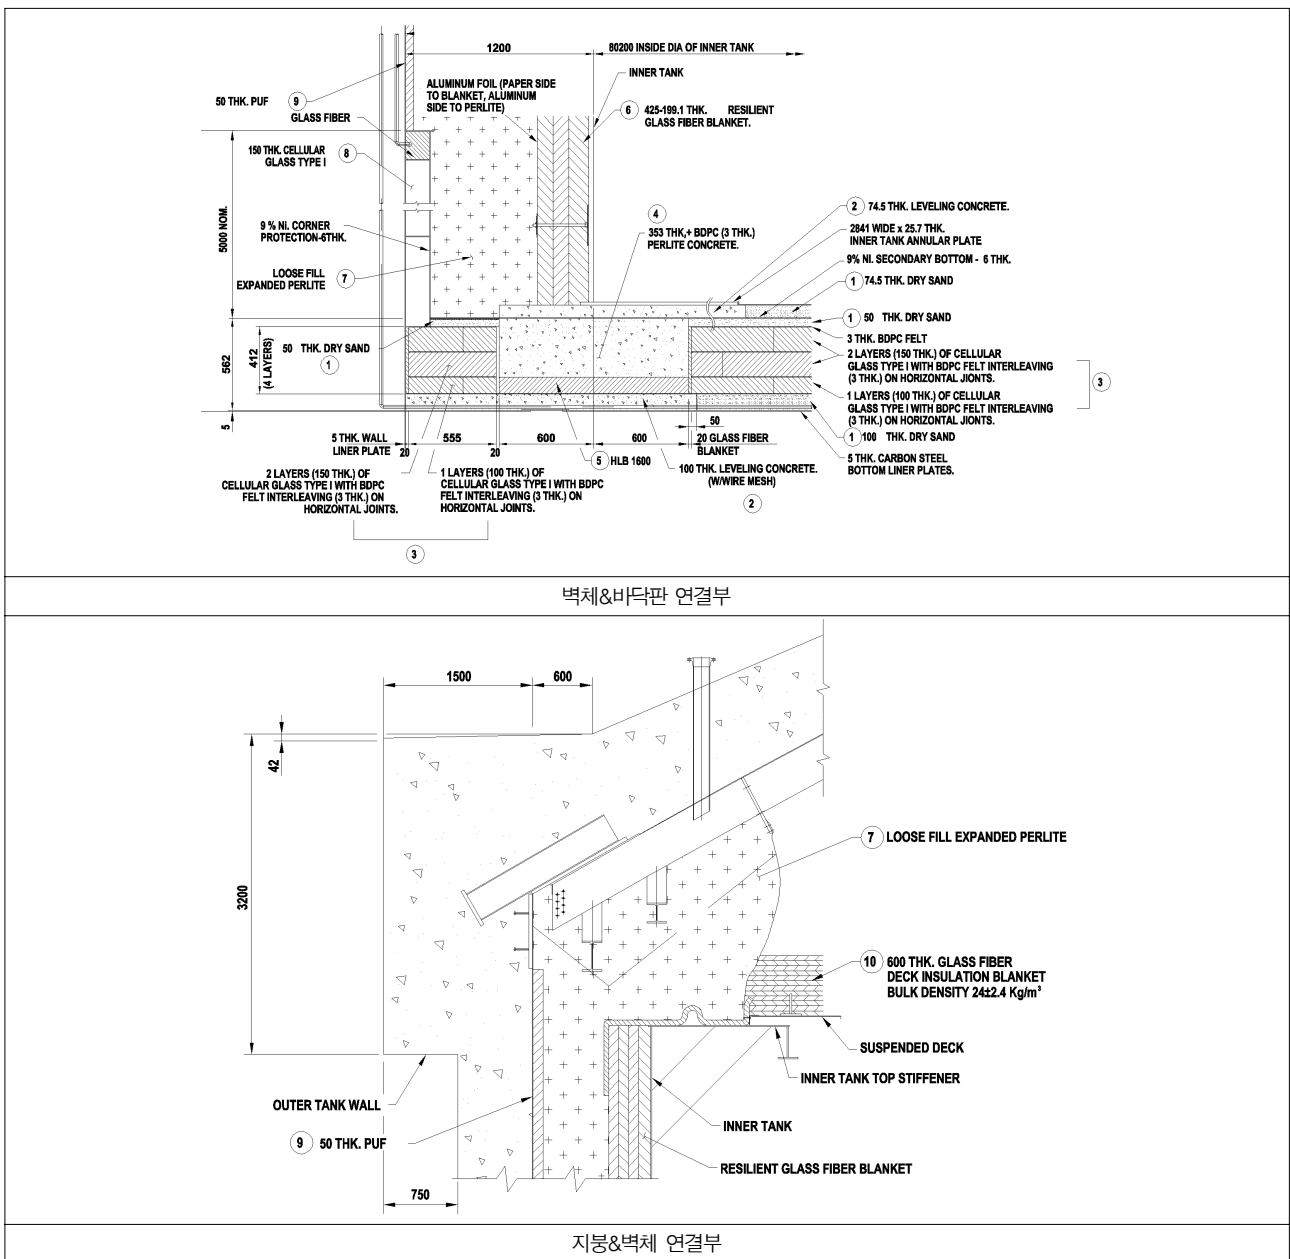 1200
80200 INSIDE DIA OF INNER TANK
INNER TANK
ALUMINUM FOIL (PAPER SIDE
TO BLANKET, ALUMINUM
SIDE TO PERLITE)
50 THK. PUF 9
GLASS FIBER
6 425-199.1 THK. RESILIENT
GLASS FIBER BLANKET.
150 THK. CELLULAR
GLASS TYPE I 8
5000 NOM.
9 % NI. CORNER
PROTECTION-6THK.
4
353 THK,+ BDPC (3 THK.)
PERLITE CONCRETE.
2 74.5 THK. LEVELING CONCRETE.
2841 WIDE x 25.7 THK.
INNER TANK ANNULAR PLATE
9% NI. SECONDARY BOTTOM - 6 THK.
LOOSE FILL
EXPANDED PERLITE 7
1 74.5 THK. DRY SAND
1 50 THK. DRY SAND
3 THK. BDPC FELT
562
412
(4 LAYERS)
50 THK. DRY SAND
1
2 LAYERS (150 THK.) OF CELLULAR
GLASS TYPE I WITH BDPC FELT INTERLEAVING
(3 THK.) ON HORIZONTAL JIONTS.
3
1 LAYERS (100 THK.) OF CELLULAR
GLASS TYPE I WITH BDPC FELT INTERLEAVING
(3 THK.) ON HORIZONTAL JOINTS.
5
50
1 100 THK. DRY SAND
5 THK. WALL
LINER PLATE
20
555
20
600
600
20 GLASS FIBER
BLANKET
5 THK. CARBON STEEL
BOTTOM LINER PLATES.
5 HLB 1600
100 THK. LEVELING CONCRETE.
(W/WIRE MESH)
2
2 LAYERS (150 THK.) OF
CELLULAR GLASS TYPE I WITH BDPC
FELT INTERLEAVING (3 THK.) ON
HORIZONTAL JOINTS.
1 LAYERS (100 THK.) OF
CELLULAR GLASS TYPE I WITH BDPC
FELT INTERLEAVING (3 THK.) ON
HORIZONTAL JOINTS.
3
벽체&바닥판 연결부
1500
600
42
3200
7 LOOSE FILL EXPANDED PERLITE
10 600 THK. GLASS FIBER
DECK INSULATION BLANKET
BULK DENSITY 24±2.4 Kg/m³
SUSPENDED DECK
INNER TANK TOP STIFFENER
OUTER TANK WALL
INNER TANK
9 50 THK. PUF
RESILIENT GLASS FIBER BLANKET
750
지붕&벽체 연결부